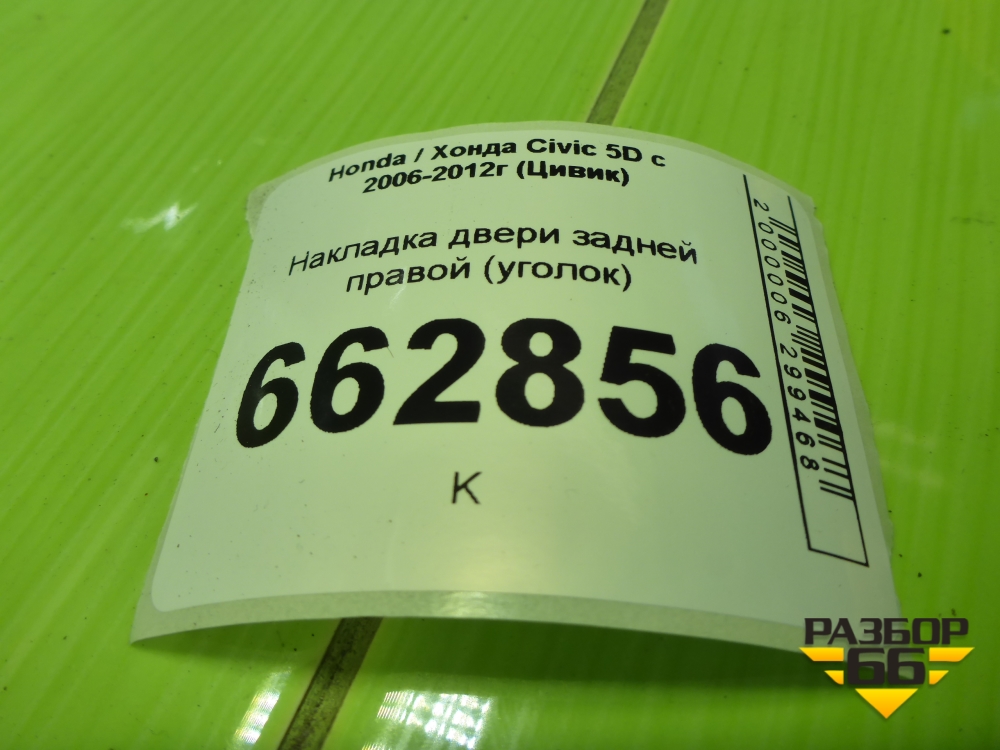 Honda / Хонда Civic 5D с
2006-2012г (Цивик)
Накладка двери задней
правой (уголок)
662856
К
2000006299468
РАЗБОР
66